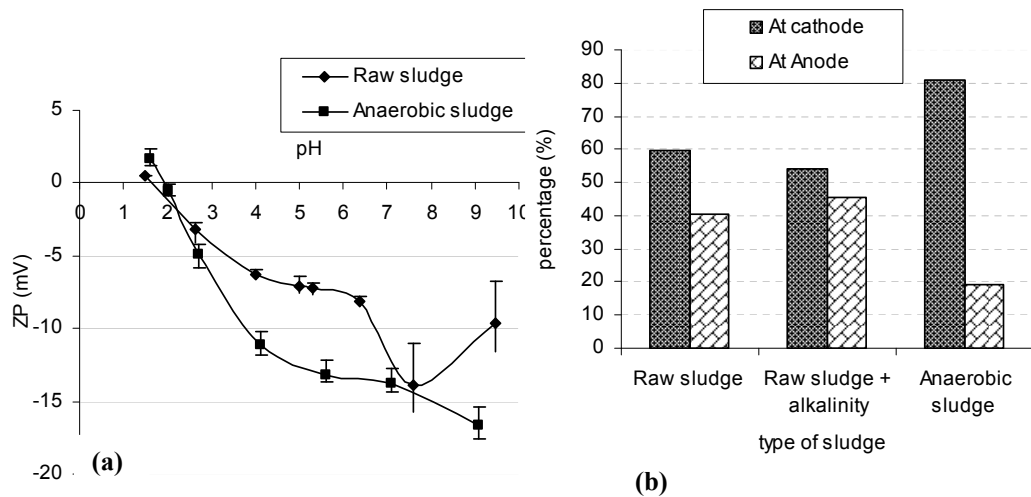 Raw sludge
Anaerobic sludge
pH
5
0
-5
-10
-15
-20
0 1 2 3 4 5 6 7 8 9 10
ZP (mV)
(a)
At cathode
At Anode
90
80
70
60
50
40
30
20
10
0
percentage (%)
Raw sludge
Raw sludge +
alkalinity
Anaerobic
sludge
type of sludge
(b)